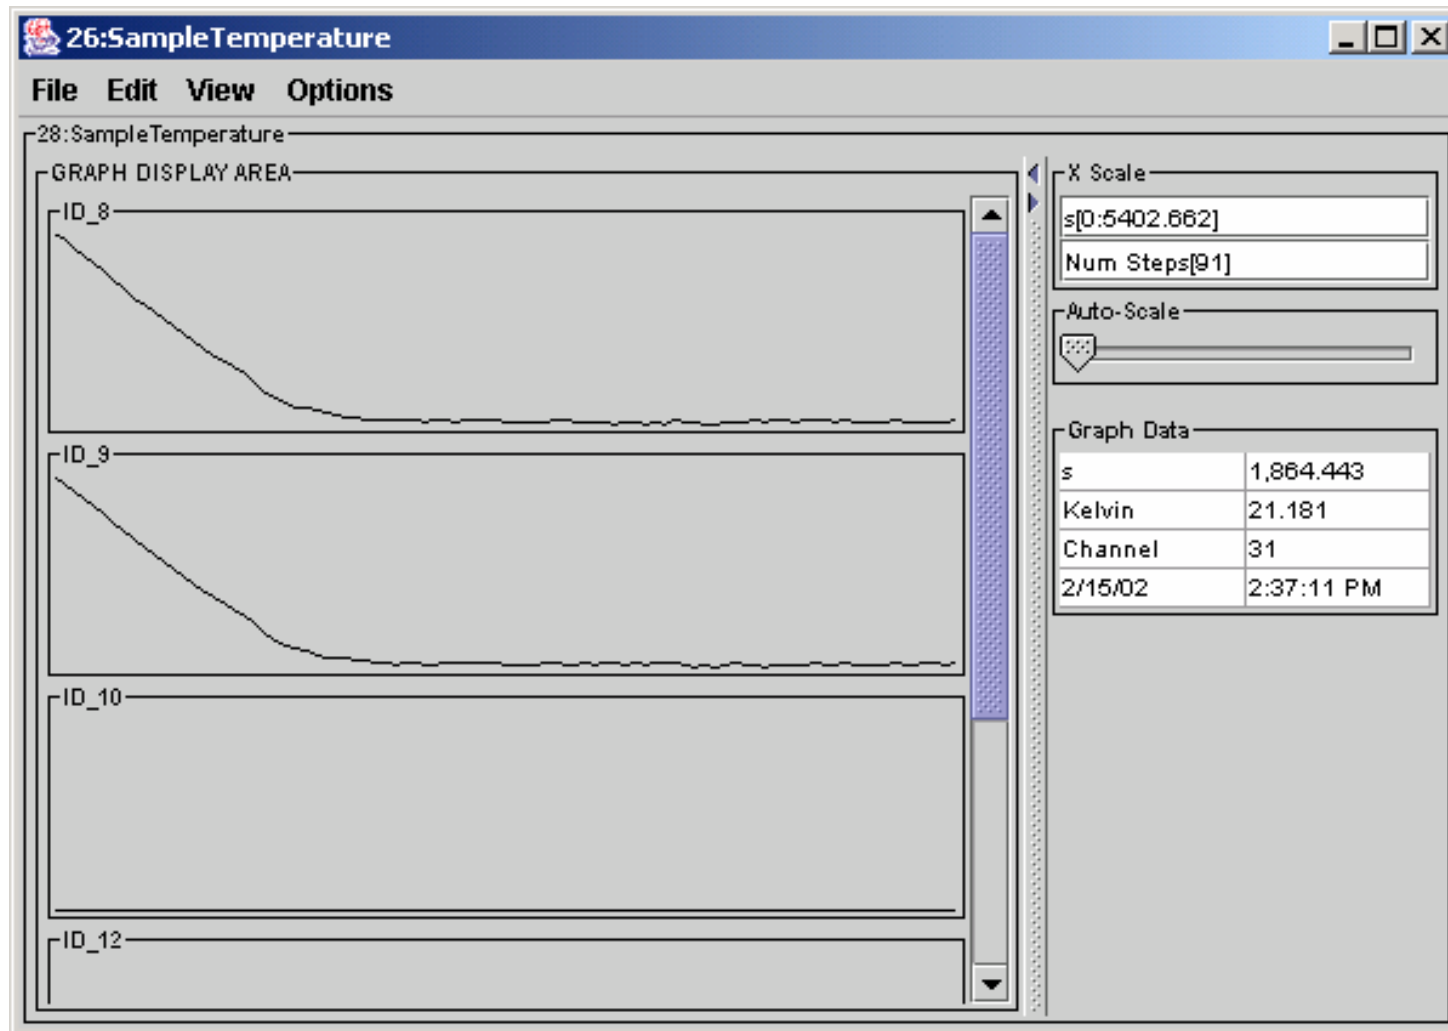 26:SampleTemperature
File Edit View Options
28:SampleTemperature
GRAPH DISPLAY AREA
ID_8
ID_9
ID_10
ID_12
X Scale
s[0:5402.662]
Num Steps[91]
Auto-Scale
Graph Data
s 1,864.443
Kelvin 21.181
Channel 31
2/15/02 2:37:11 PM